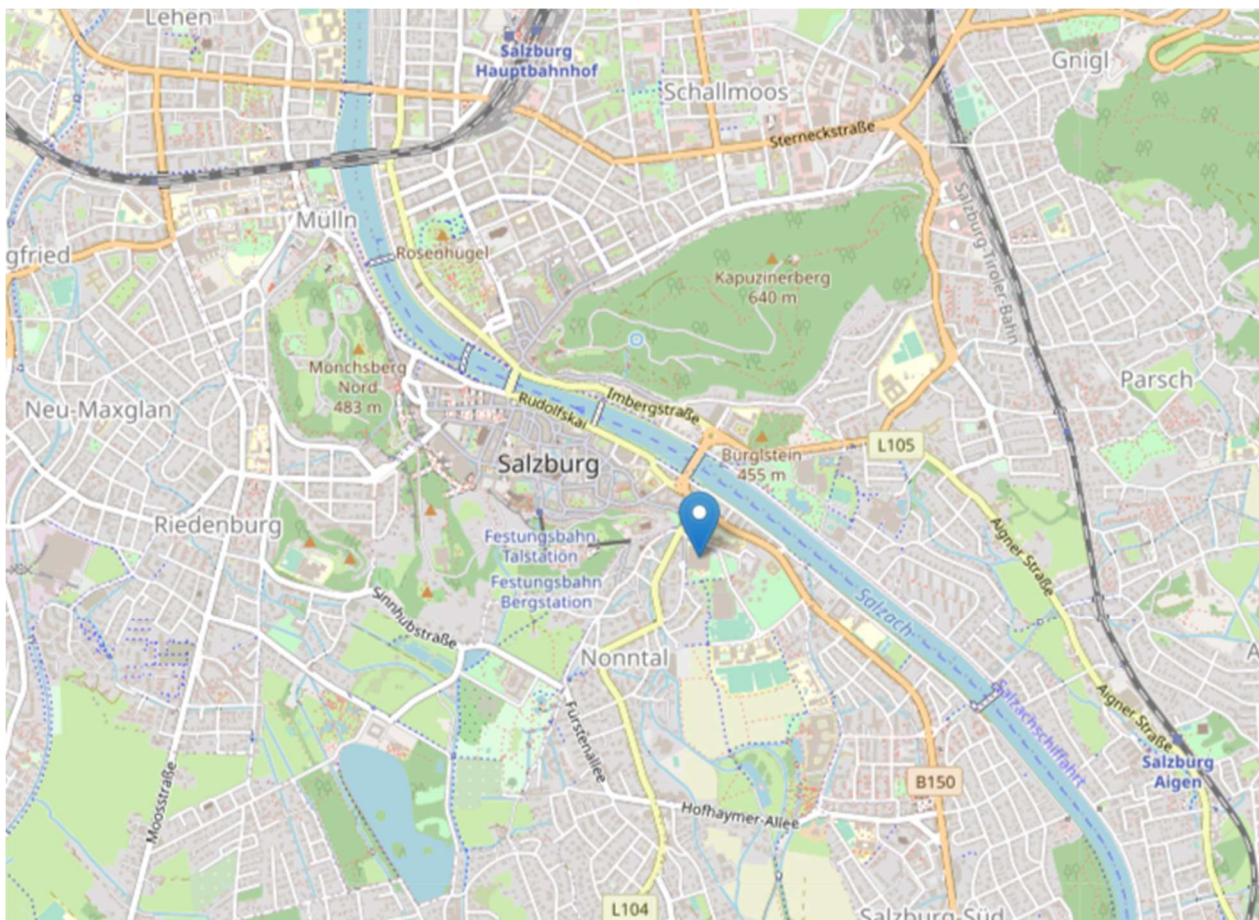 Lehen
Salzburg
Hauptbahnhof
Gnigl
Schallmoos
Sterneckstraße
Salzburg-Tiroler-Bahn
Mülln
gfried
Rosenhügel
Kapuzinerberg
640 m
Mönchsberg
Nord
483 m
Parsch
Neu-Maxglan
Imbergstraße
Rudolfskai
L105
Bürglstein
455 m
Salzburg
Riedenburg
Festungsbahn
Talstation
Festungsbahn
Bergstation
Aigner Straße
Sinnhubstraße
Salzach
Nonntal
A
Salzachschiffahrt
Aigner Straße
Fürstenallee
Salzburg
Aigen
Moosstraße
B150
Hofhaymer-Allee
L104
Salzburg-Süd